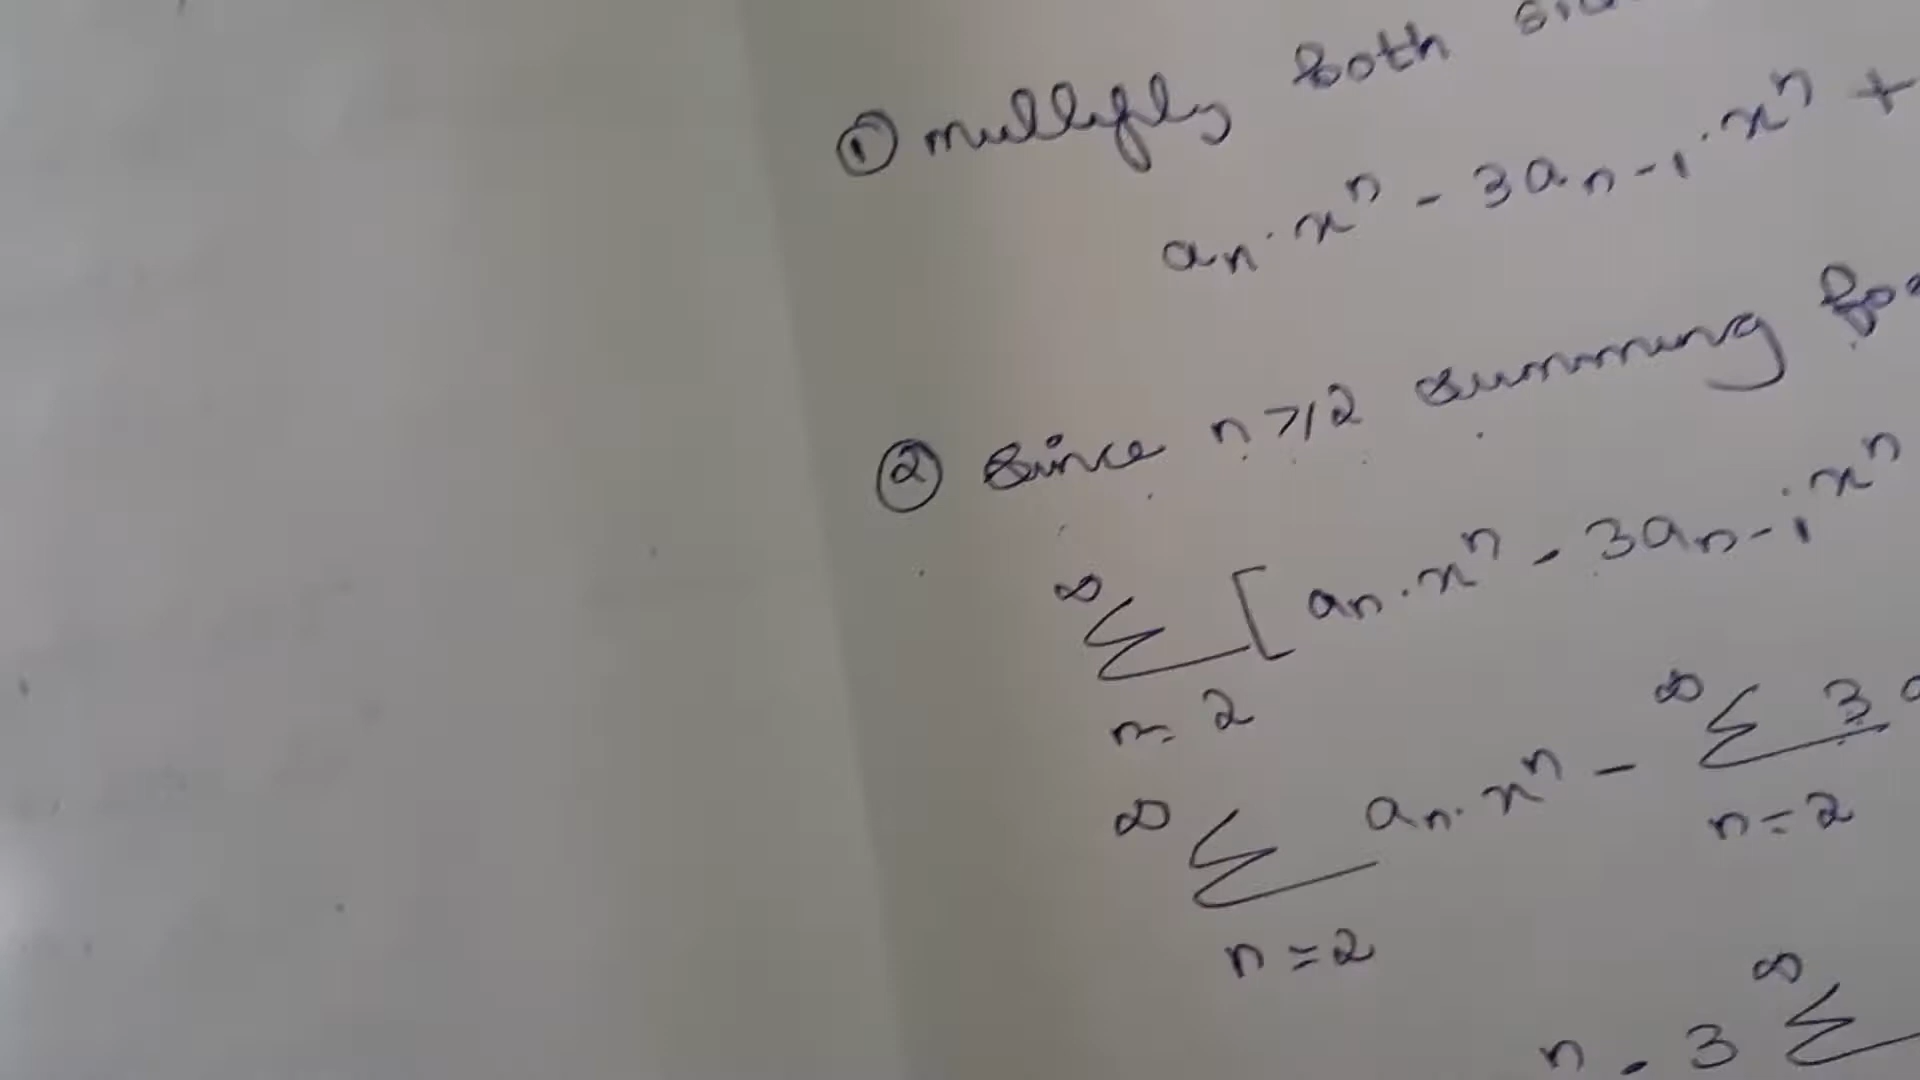 ① multiply both
aₙ·xⁿ - 3aₙ₋₁·xⁿ +
② since n ≥ 2 summing for
∞ Σ n=2 [aₙ·xⁿ - 3aₙ₋₁·xⁿ
∞ Σ n=2 aₙ·xⁿ - ∞ Σ n=2 3
n - 3 ∞ Σ